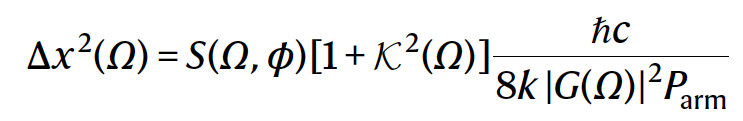 Δx²(Ω) = S(Ω, ϕ)[1 + 𝒦²(Ω)] ħc / 8k |G(Ω)|²P_arm